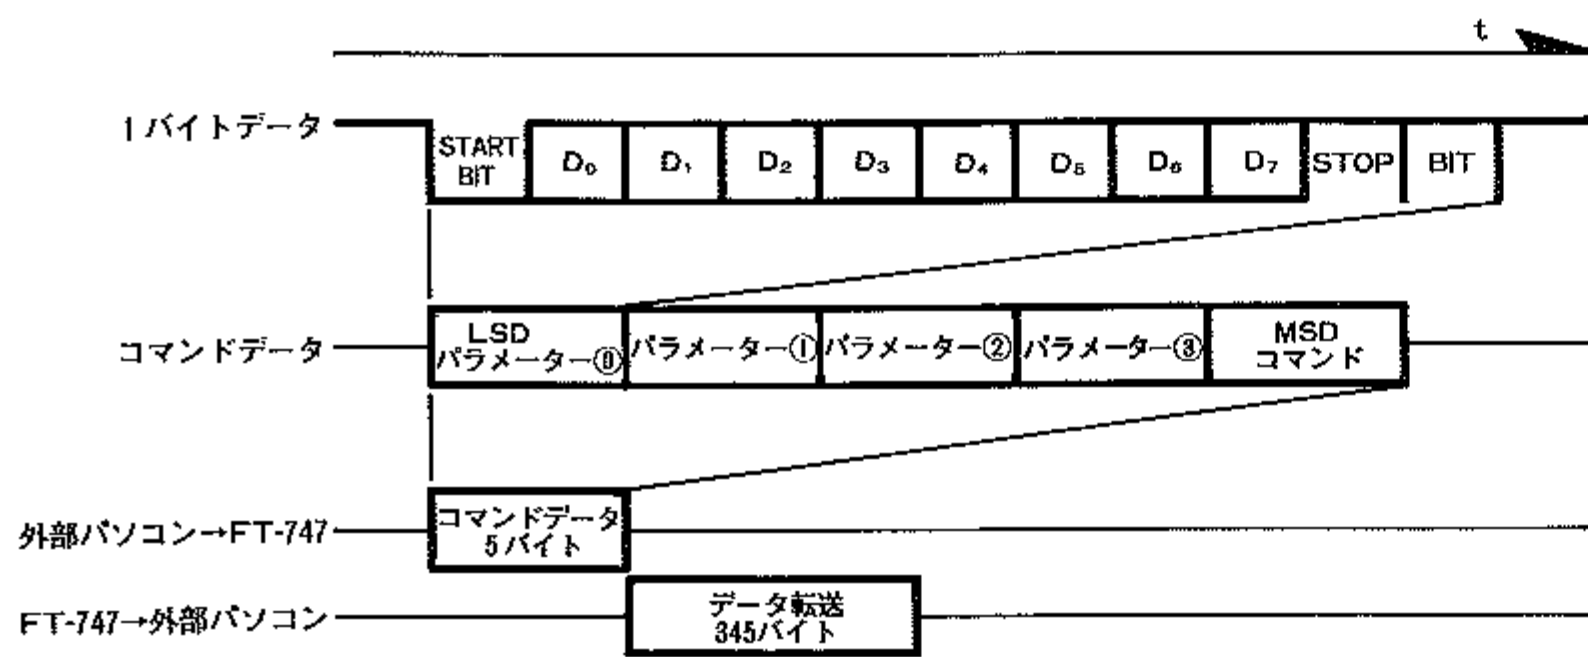 t
1バイトデータ
START BIT
D₀
D₁
D₂
D₃
D₄
D₅
D₆
D₇
STOP
BIT
コマンドデータ
LSD
パラメーター⓪
パラメーター①
パラメーター②
パラメーター③
MSD
コマンド
外部パソコン→FT-747
コマンドデータ
5バイト
FT-747→外部パソコン
データ転送
345バイト